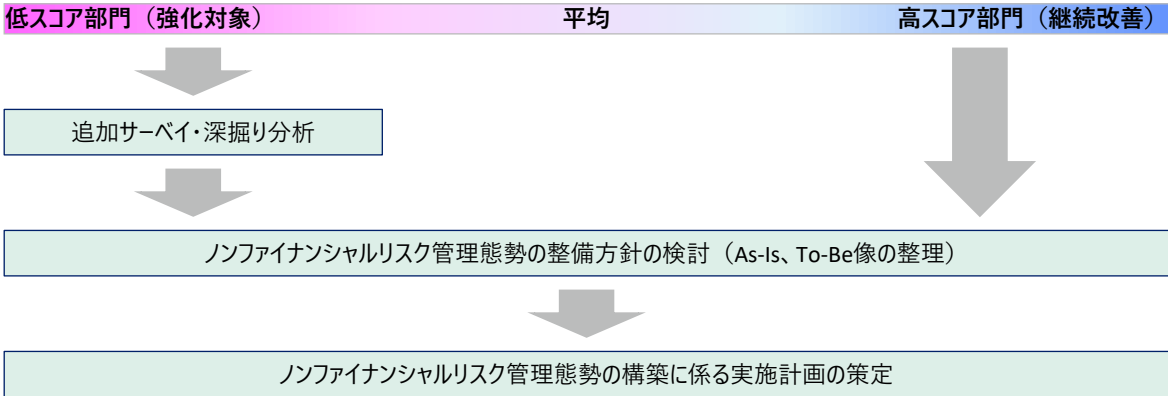 低スコア部門（強化対象）
平均
高スコア部門（継続改善）
追加サーベイ・深掘り分析
ノンファイナンシャルリスク管理態勢の整備方針の検討（As-Is、To-Be像の整理）
ノンファイナンシャルリスク管理態勢の構築に係る実施計画の策定